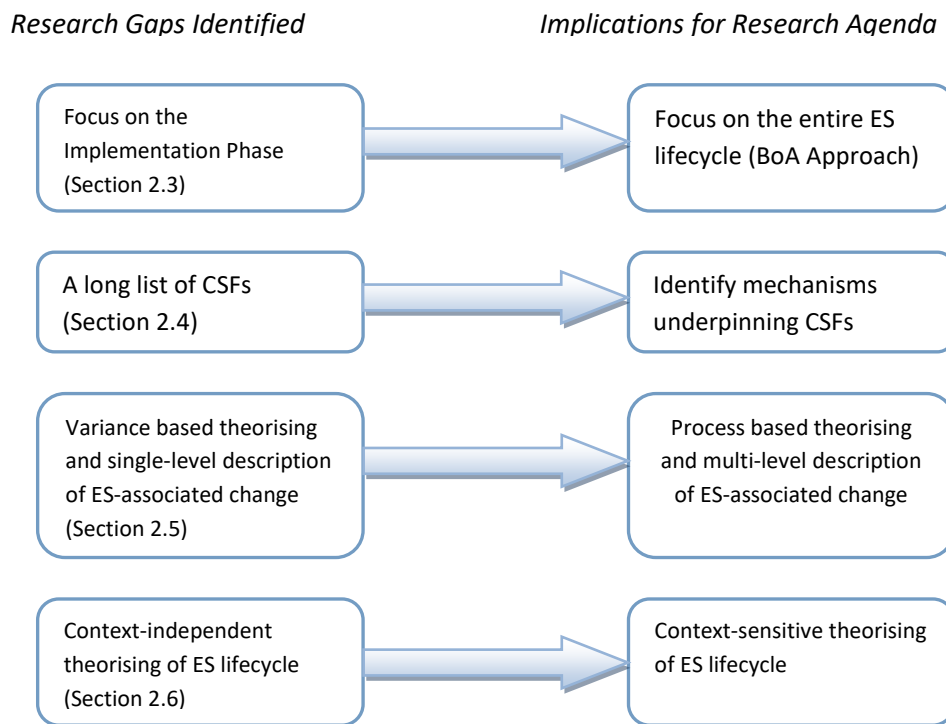 Research Gaps Identified
Implications for Research Agenda
Focus on the
Implementation Phase
(Section 2.3)
Focus on the entire ES
lifecycle (BoA Approach)
A long list of CSFs
(Section 2.4)
Identify mechanisms
underpinning CSFs
Variance based theorising
and single-level description
of ES-associated change
(Section 2.5)
Process based theorising
and multi-level description
of ES-associated change
Context-independent
theorising of ES lifecycle
(Section 2.6)
Context-sensitive theorising
of ES lifecycle